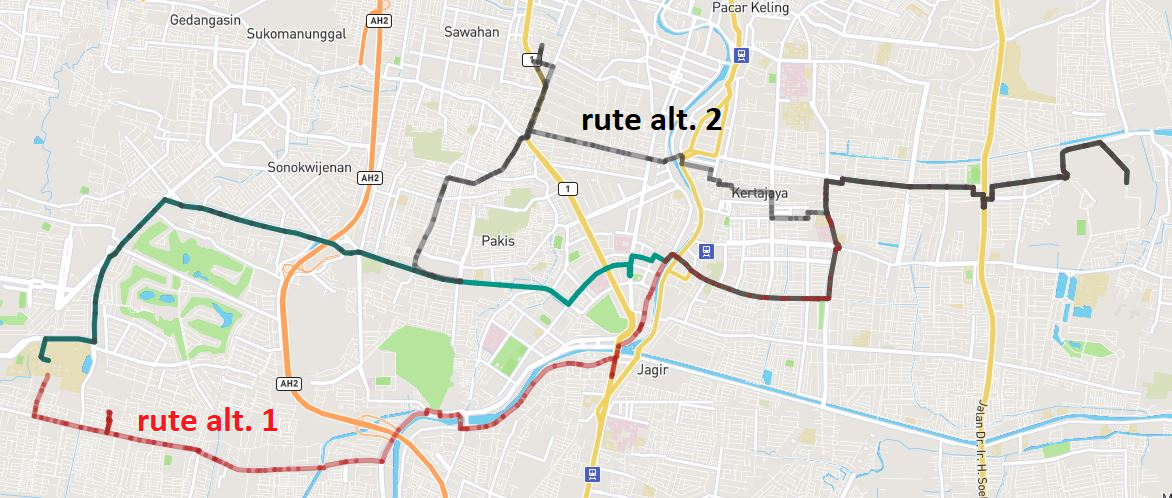 Pacar Keling
Gedangasin
AH2
Sukomanunggal
Sawahan
1
rute alt. 2
Sonokwijenan
AH2
1
Kertajaya
Pakis
Jagir
AH2
rute alt. 1
Jalan Dr. Ir. H. Soe